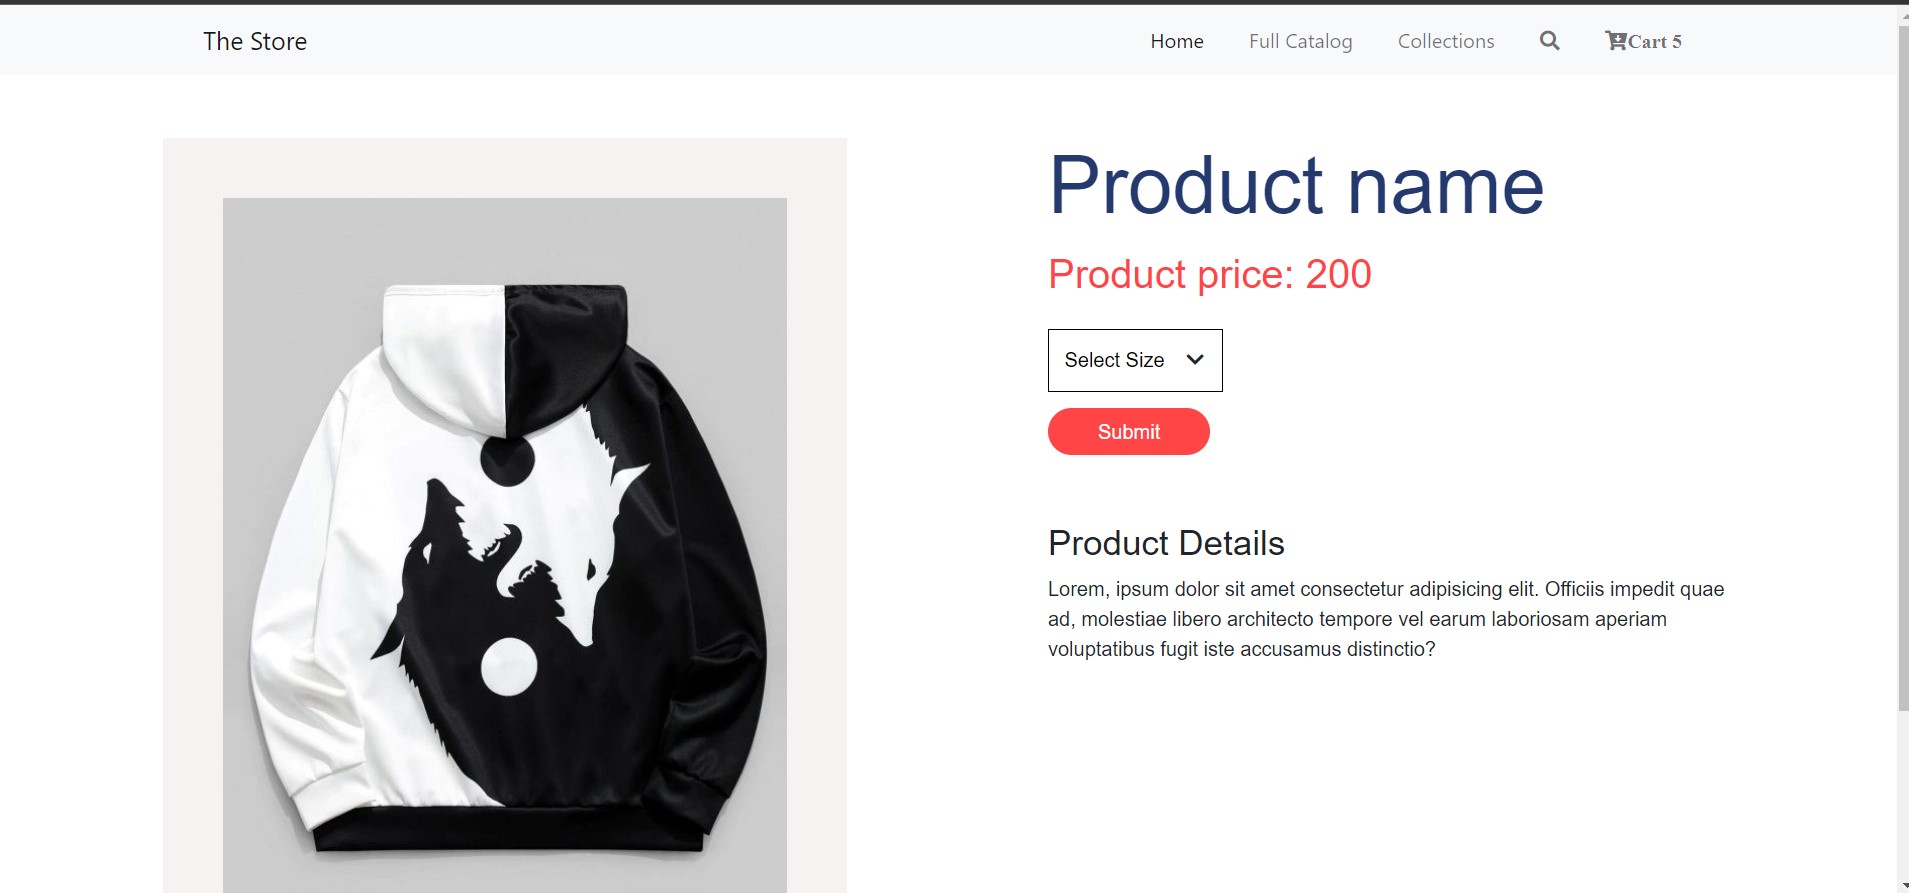 The Store
Home
Full Catalog
Collections
Cart 5
Product name
Product price: 200
Select Size
Submit
Product Details
Lorem, ipsum dolor sit amet consectetur adipisicing elit. Officiis impedit quae
ad, molestiae libero architecto tempore vel earum laboriosam aperiam
voluptatibus fugit iste accusamus distinctio?